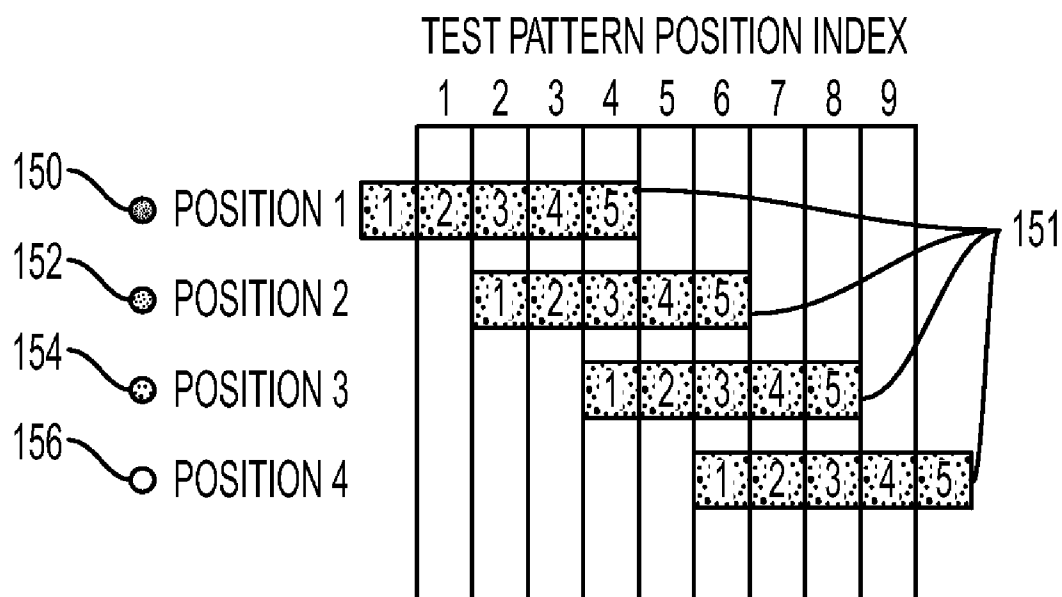 TEST PATTERN POSITION INDEX
1 2 3 4 5 6 7 8 9
150
POSITION 1 1 2 3 4 5
151
152
POSITION 2 1 2 3 4 5
154
POSITION 3 1 2 3 4 5
156
POSITION 4 1 2 3 4 5